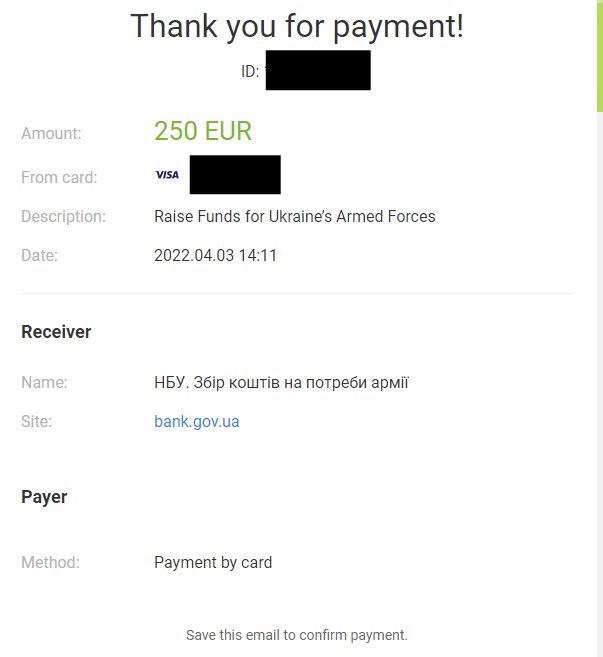 Thank you for payment!
ID:
Amount: 250 EUR
From card: VISA
Description: Raise Funds for Ukraine’s Armed Forces
Date: 2022.04.03 14:11
Receiver
Name: НБУ. Збір коштів на потреби армії
Site: bank.gov.ua
Payer
Method: Payment by card
Save this email to confirm payment.